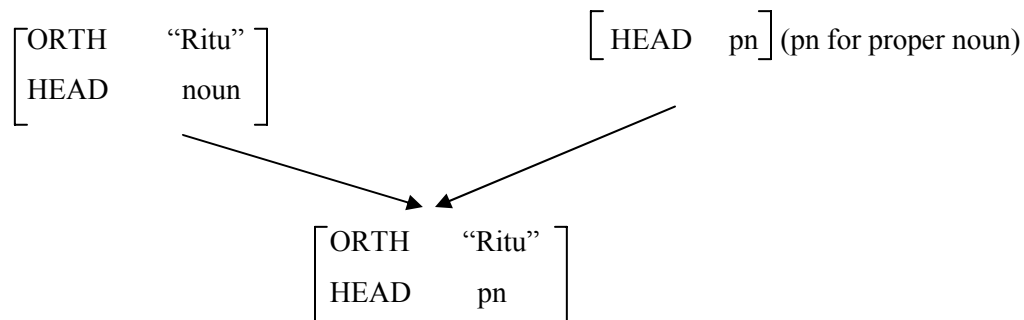 ORTH “Ritu”
HEAD noun
HEAD pn (pn for proper noun)
ORTH “Ritu”
HEAD pn